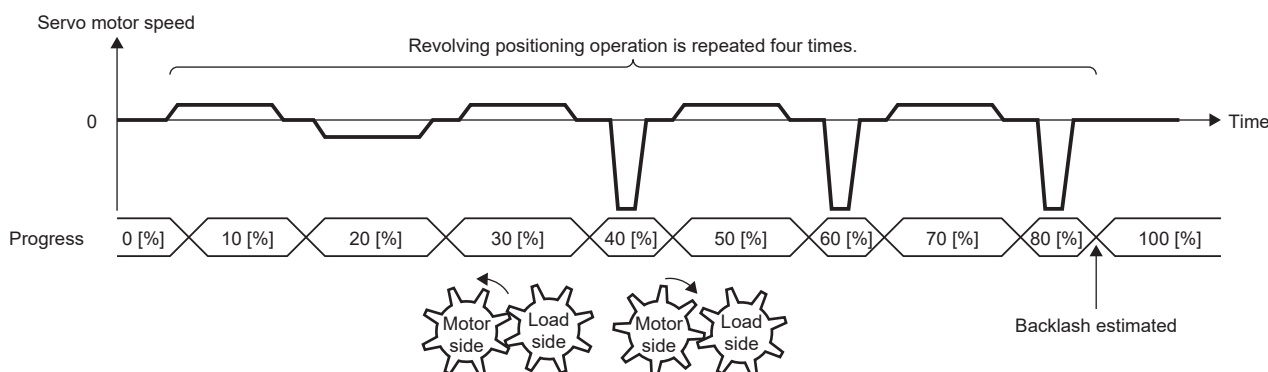 Servo motor speed
Revolving positioning operation is repeated four times.
0
Time
Progress
0 [%]
10 [%]
20 [%]
30 [%]
40 [%]
50 [%]
60 [%]
70 [%]
80 [%]
100 [%]
Motor
side
Load
side
Motor
side
Load
side
Backlash estimated